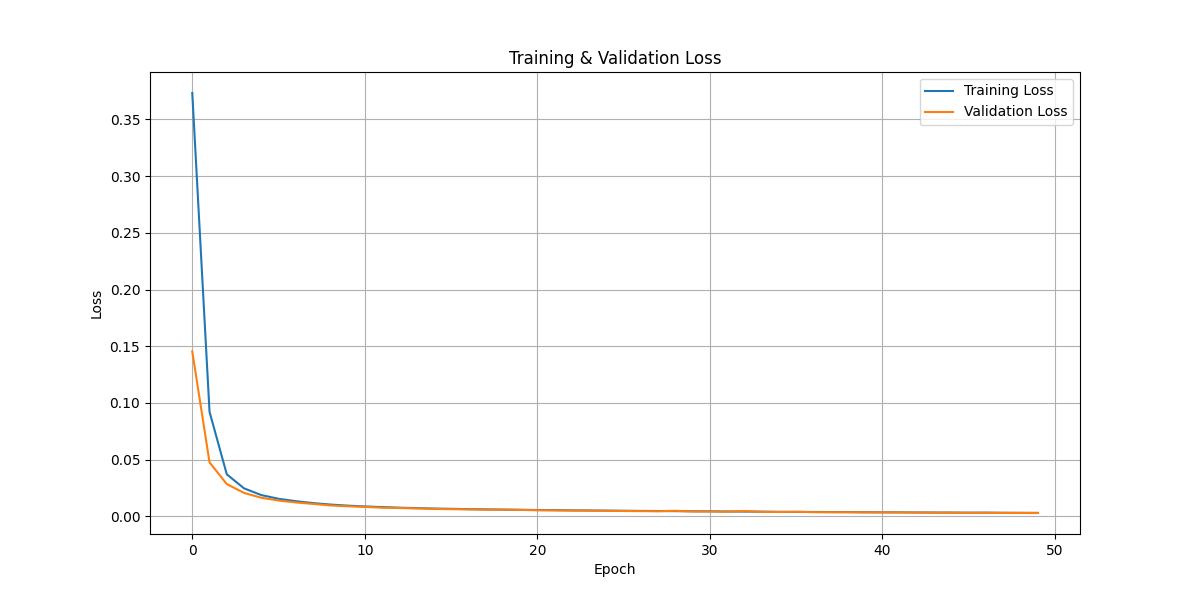 Training & Validation Loss
Training Loss
Validation Loss
Loss
0.35
0.30
0.25
0.20
0.15
0.10
0.05
0.00
0 10 20 30 40 50
Epoch